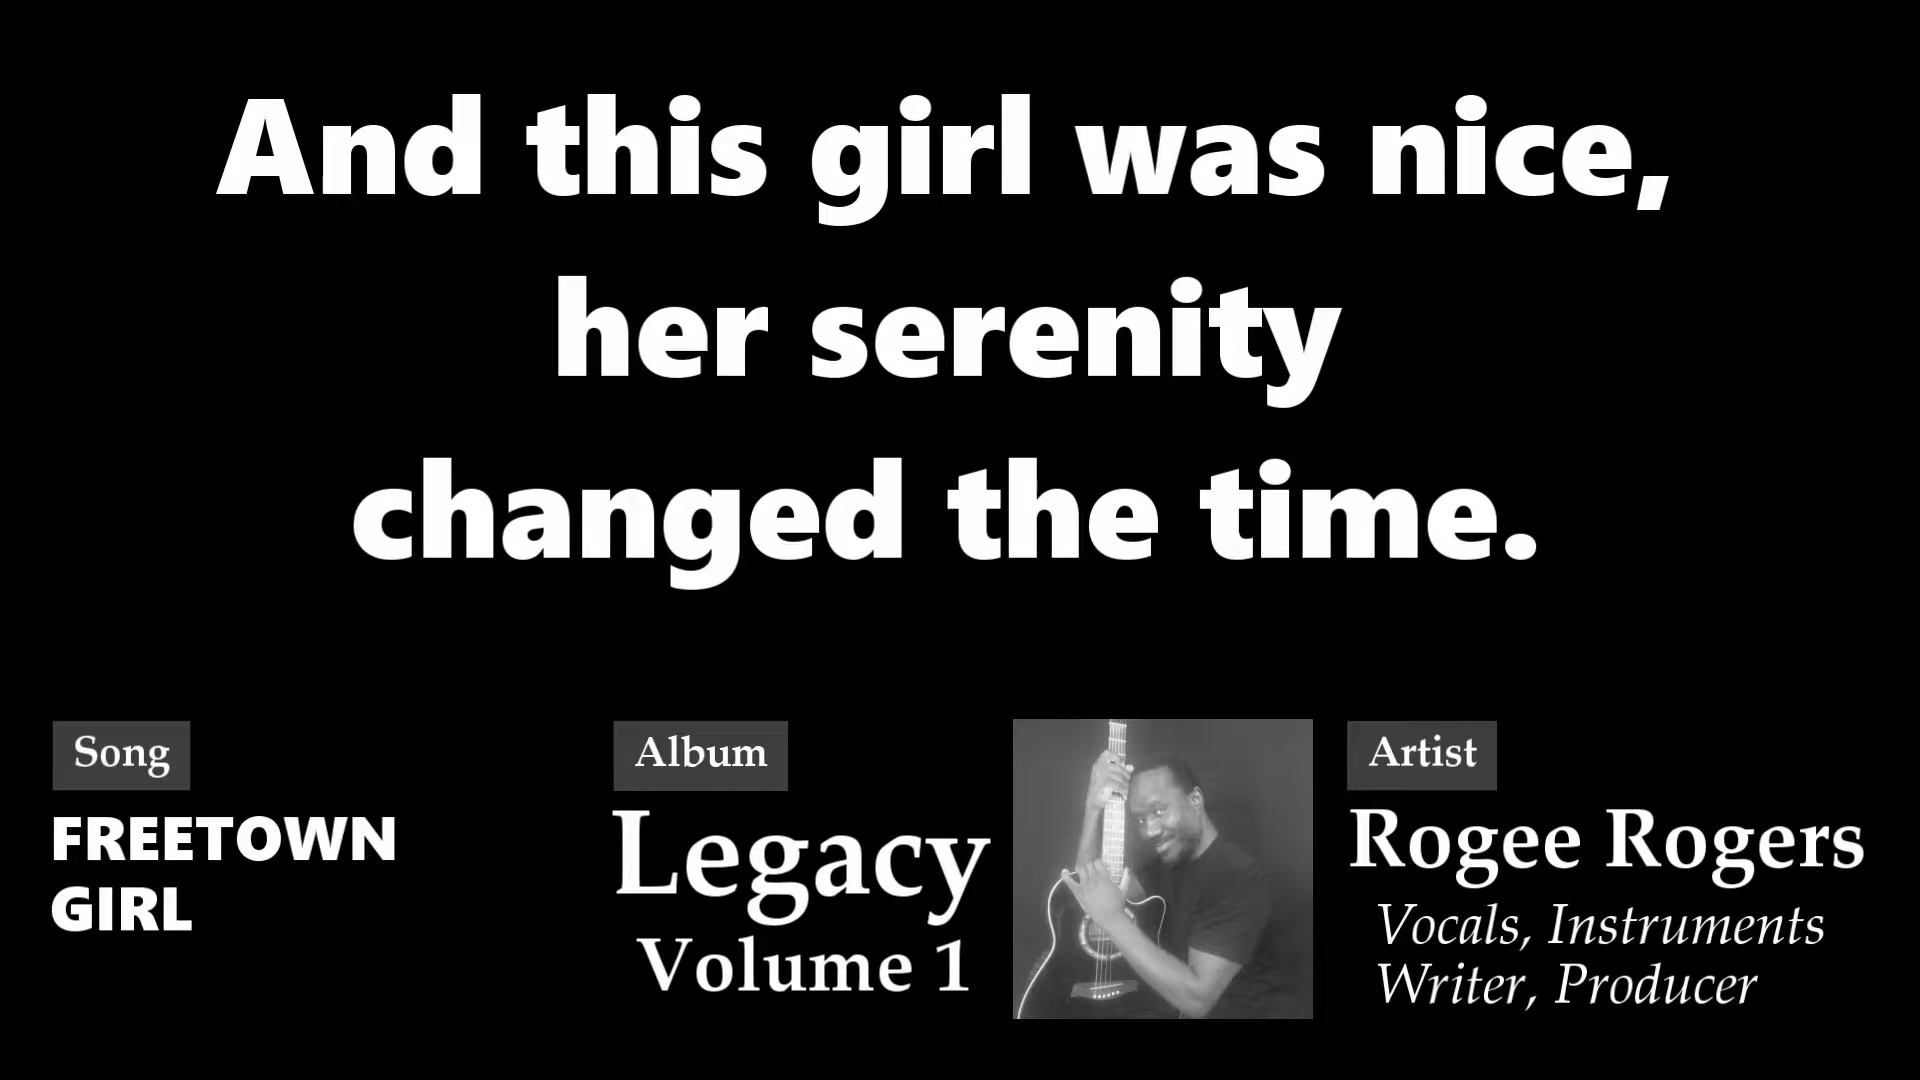 And this girl was nice,
her serenity
changed the time.
Song
FREETOWN
GIRL
Album
Legacy
Volume 1
Artist
Rogee Rogers
Vocals, Instruments
Writer, Producer